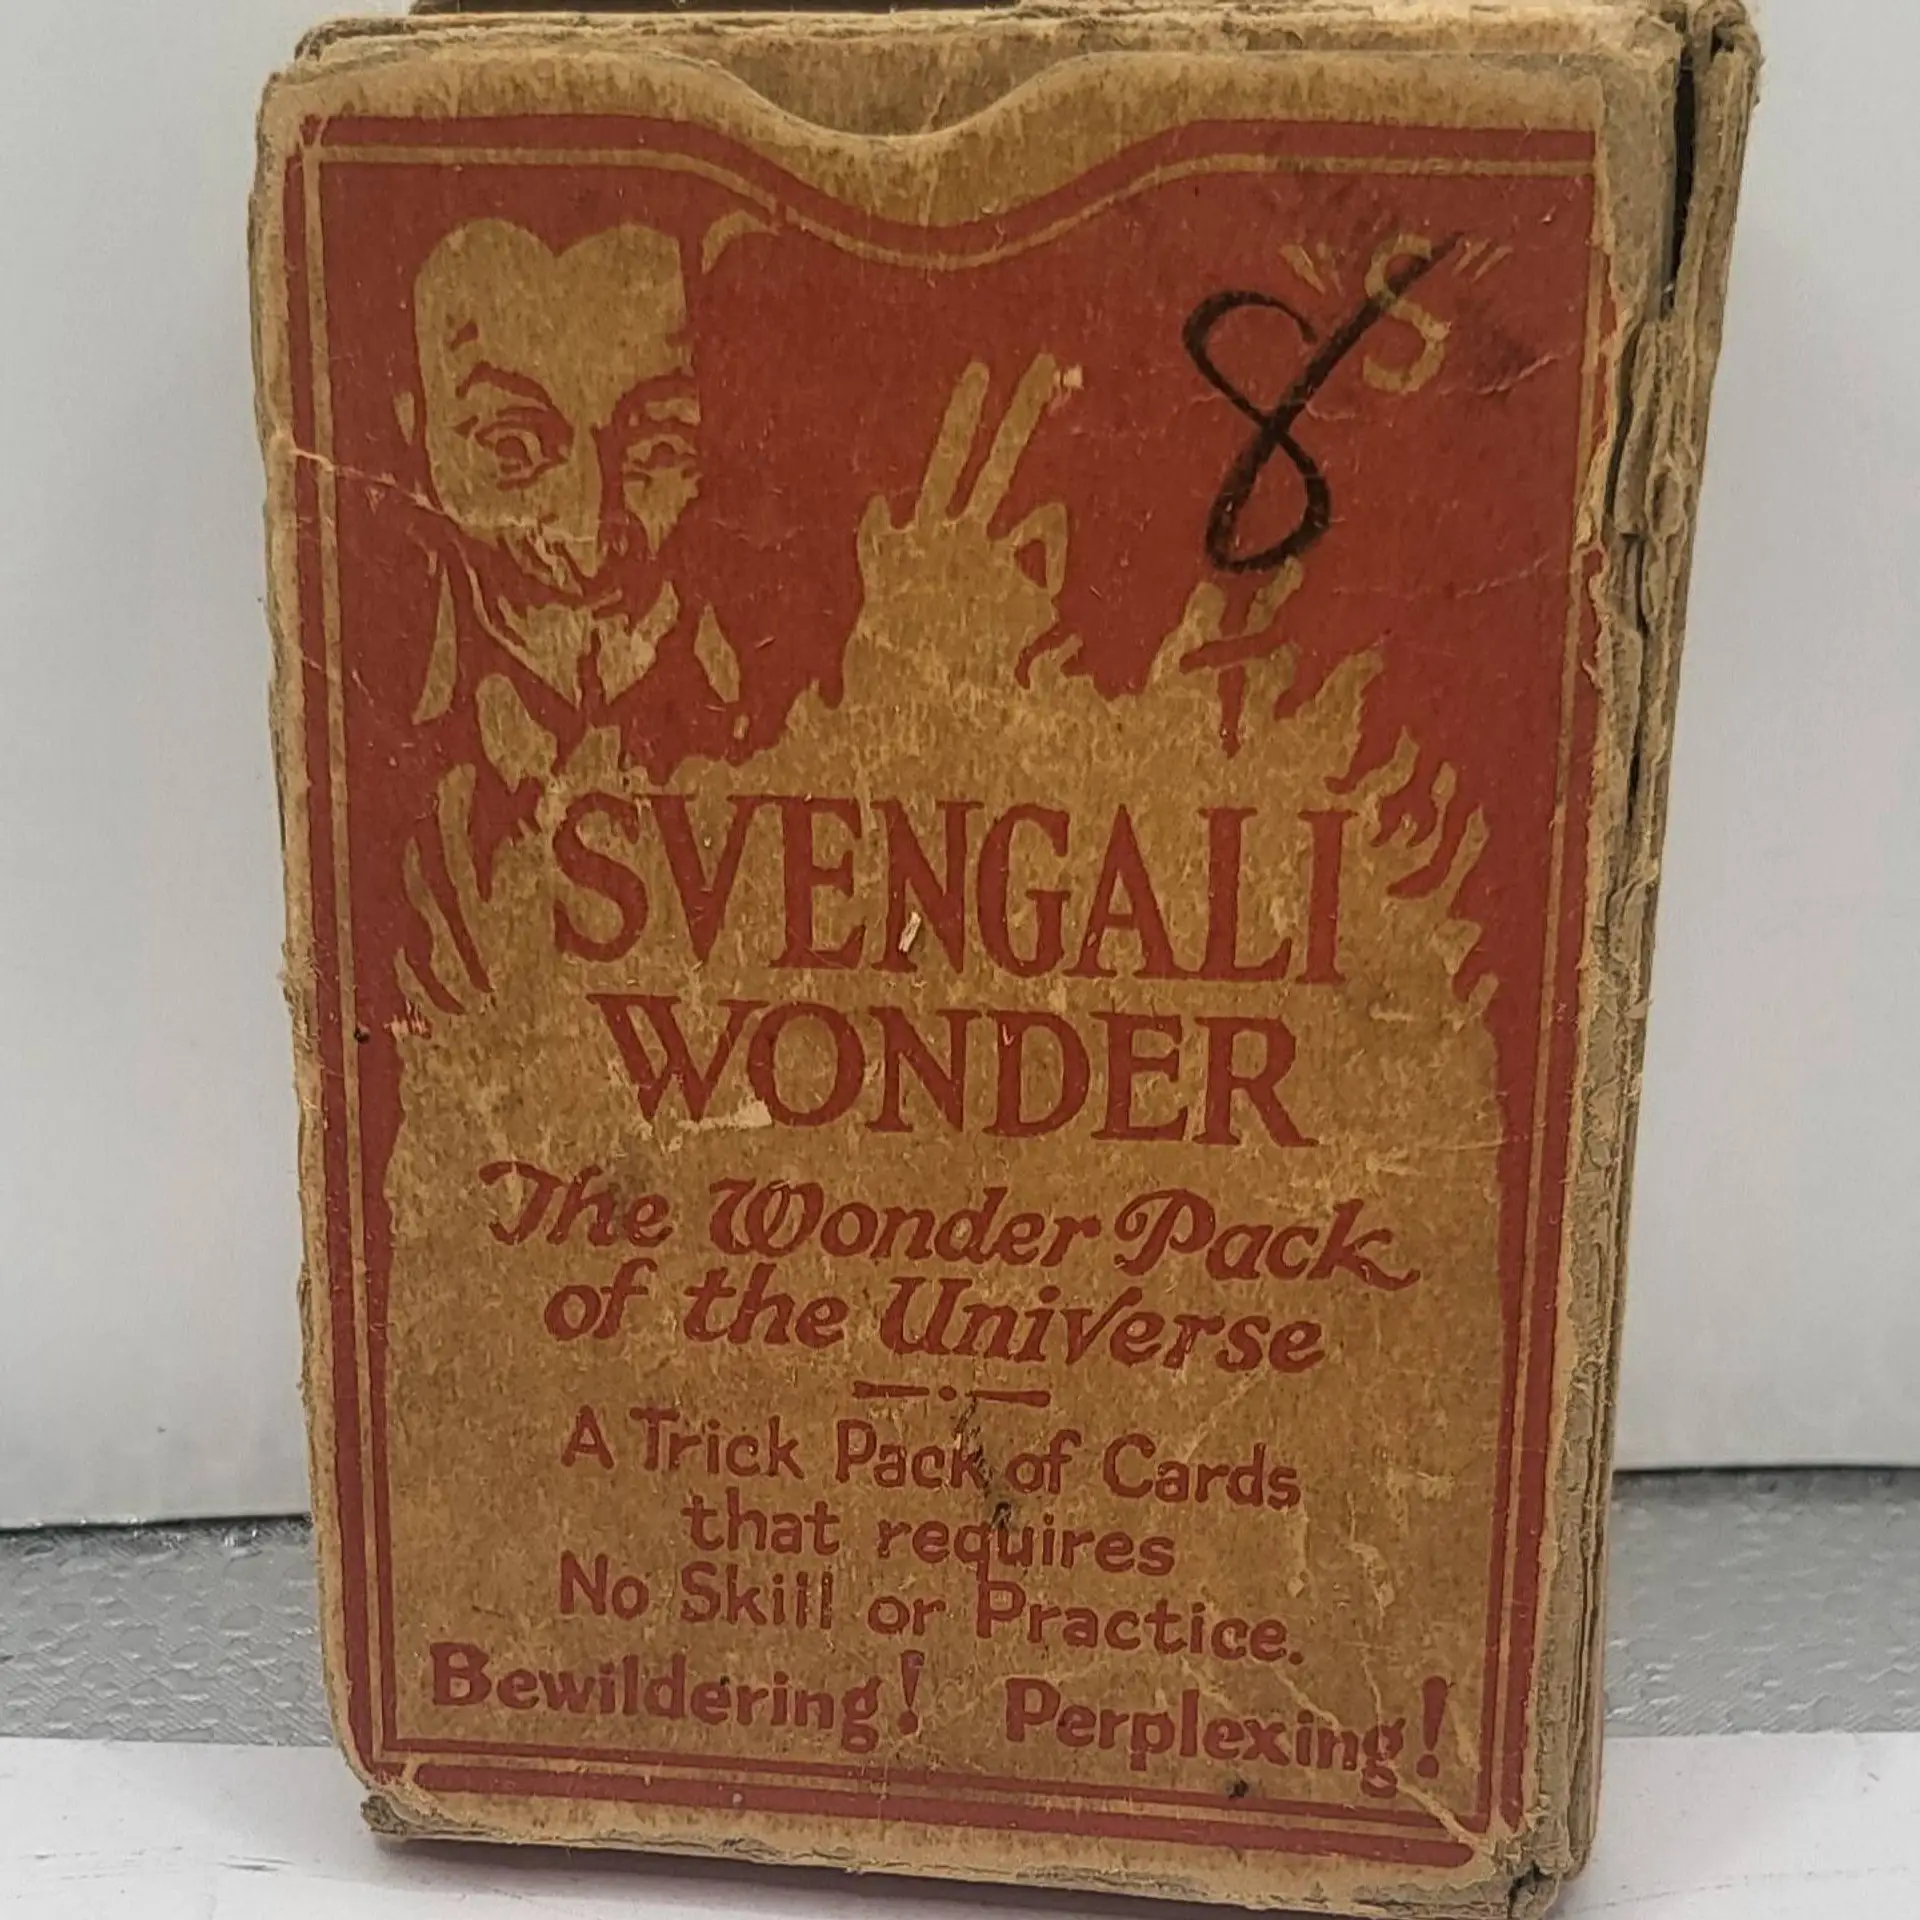 "S"
8
SVENGALI
WONDER
The Wonder Pack
of the Universe
A Trick Pack of Cards
that requires
No Skill or Practice.
Bewildering! Perplexing!